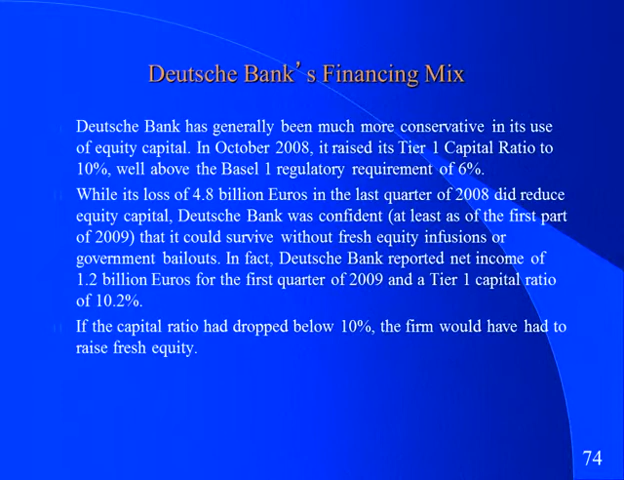 Deutsche Bank's Financing Mix
Deutsche Bank has generally been much more conservative in its use
of equity capital. In October 2008, it raised its Tier 1 Capital Ratio to
10%, well above the Basel 1 regulatory requirement of 6%.
While its loss of 4.8 billion Euros in the last quarter of 2008 did reduce
equity capital, Deutsche Bank was confident (at least as of the first part
of 2009) that it could survive without fresh equity infusions or
government bailouts. In fact, Deutsche Bank reported net income of
1.2 billion Euros for the first quarter of 2009 and a Tier 1 capital ratio
of 10.2%.
If the capital ratio had dropped below 10%, the firm would have had to
raise fresh equity.
74